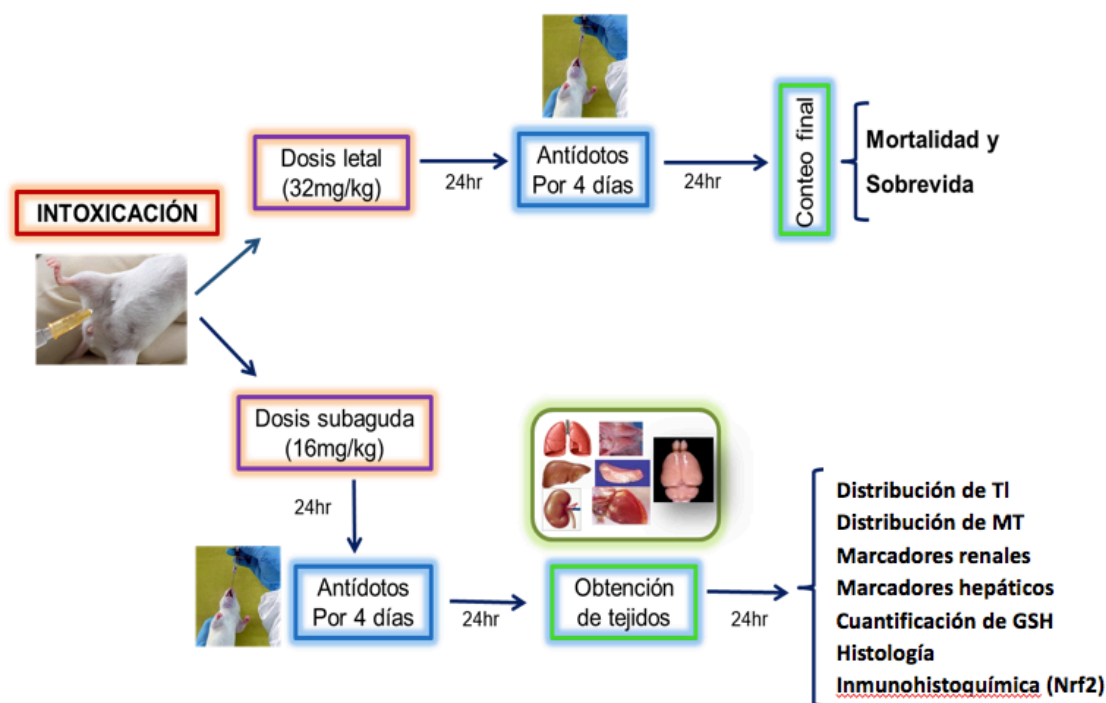 INTOXICACIÓN
Dosis letal
(32mg/kg)
24hr
Antídotos
Por 4 días
24hr
Conteo final
Mortalidad y
Sobrevida
Dosis subaguda
(16mg/kg)
24hr
Antídotos
Por 4 días
24hr
Obtención
de tejidos
24hr
Distribución de Tl
Distribución de MT
Marcadores renales
Marcadores hepáticos
Cuantificación de GSH
Histología
Inmunohistoquímica (Nrf2)